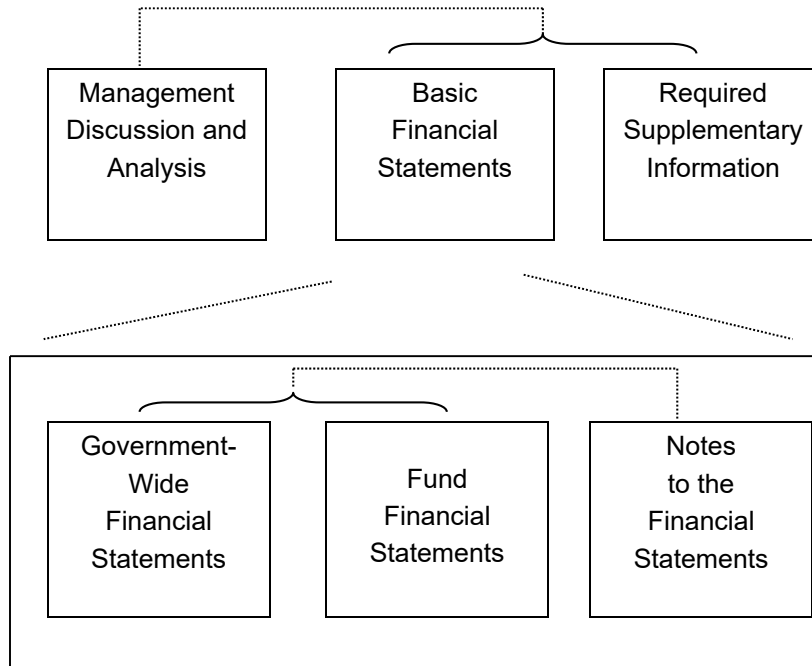 Management
Discussion and
Analysis
Basic
Financial
Statements
Required
Supplementary
Information
Government-
Wide
Financial
Statements
Fund
Financial
Statements
Notes
to the
Financial
Statements